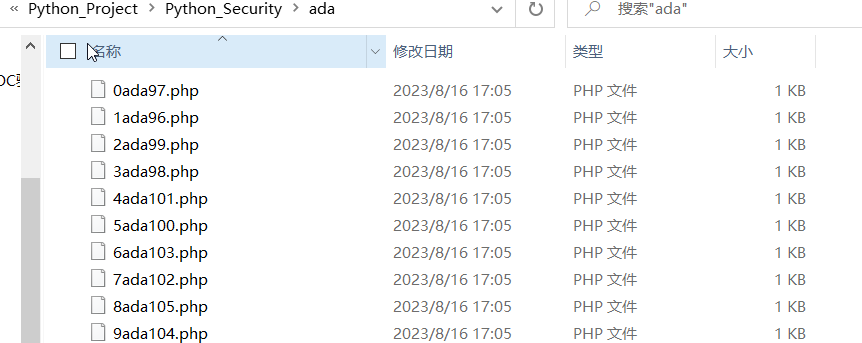 « Python_Project > Python_Security > ada
搜索"ada"
名称 修改日期 类型 大小
0ada97.php 2023/8/16 17:05 PHP 文件 1 KB
1ada96.php 2023/8/16 17:05 PHP 文件 1 KB
2ada99.php 2023/8/16 17:05 PHP 文件 1 KB
3ada98.php 2023/8/16 17:05 PHP 文件 1 KB
4ada101.php 2023/8/16 17:05 PHP 文件 1 KB
5ada100.php 2023/8/16 17:05 PHP 文件 1 KB
6ada103.php 2023/8/16 17:05 PHP 文件 1 KB
7ada102.php 2023/8/16 17:05 PHP 文件 1 KB
8ada105.php 2023/8/16 17:05 PHP 文件 1 KB
9ada104.php 2023/8/16 17:05 PHP 文件 1 KB